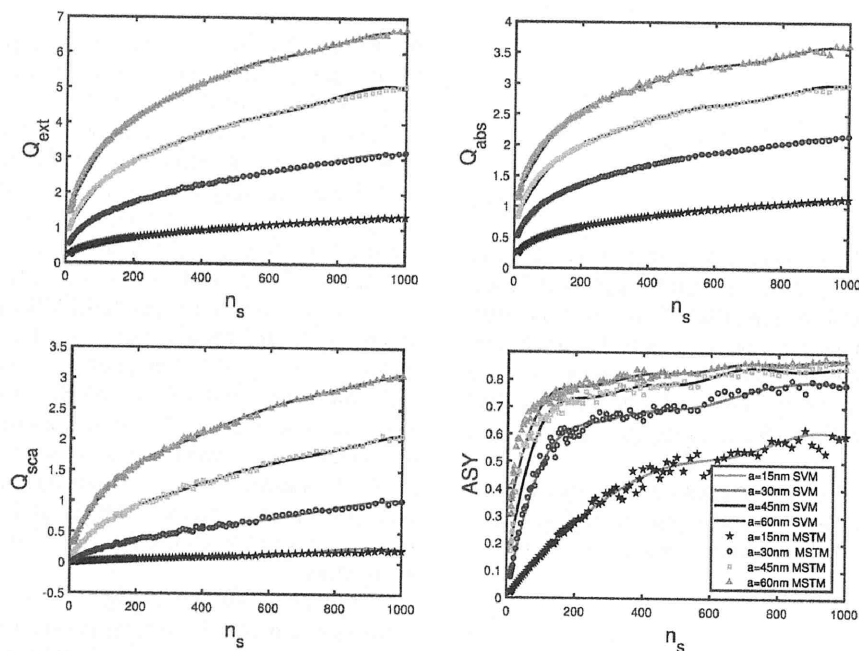 7
6
5
4
3
2
1
0
Q_ext
0 200 400 600 800 1000
n_s
4
3.5
3
2.5
2
1.5
1
0.5
0
Q_abs
0 200 400 600 800 1000
n_s
3.5
3
2.5
2
1.5
1
0.5
0
-0.5
Q_sca
0 200 400 600 800 1000
n_s
0.8
0.7
0.6
0.5
0.4
0.3
0.2
0.1
0
ASY
0 200 400 600 800 1000
n_s
a=15nm SVM
a=30nm SVM
a=45nm SVM
a=60nm SVM
a=15nm MSTM
a=30nm MSTM
a=45nm MSTM
a=60nm MSTM